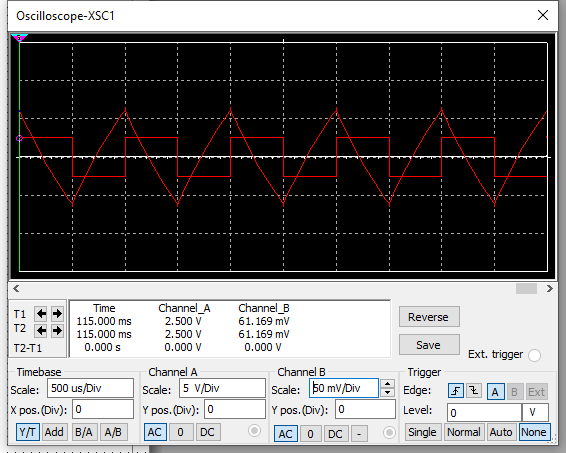 Oscilloscope-XSC1
T1
T2
T2-T1
Time Channel_A Channel_B
115.000 ms 2.500 V 61.169 mV
115.000 ms 2.500 V 61.169 mV
0.000 s 0.000 V 0.000 V
Reverse
Save
Ext. trigger
Timebase
Scale: 500 us/Div
X pos.(Div): 0
Y/T Add B/A A/B
Channel A
Scale: 5 V/Div
Y pos.(Div): 0
AC 0 DC
Channel B
Scale: 50 mV/Div
Y pos.(Div): 0
AC 0 DC -
Trigger
Edge: A B Ext
Level: 0 V
Single Normal Auto None